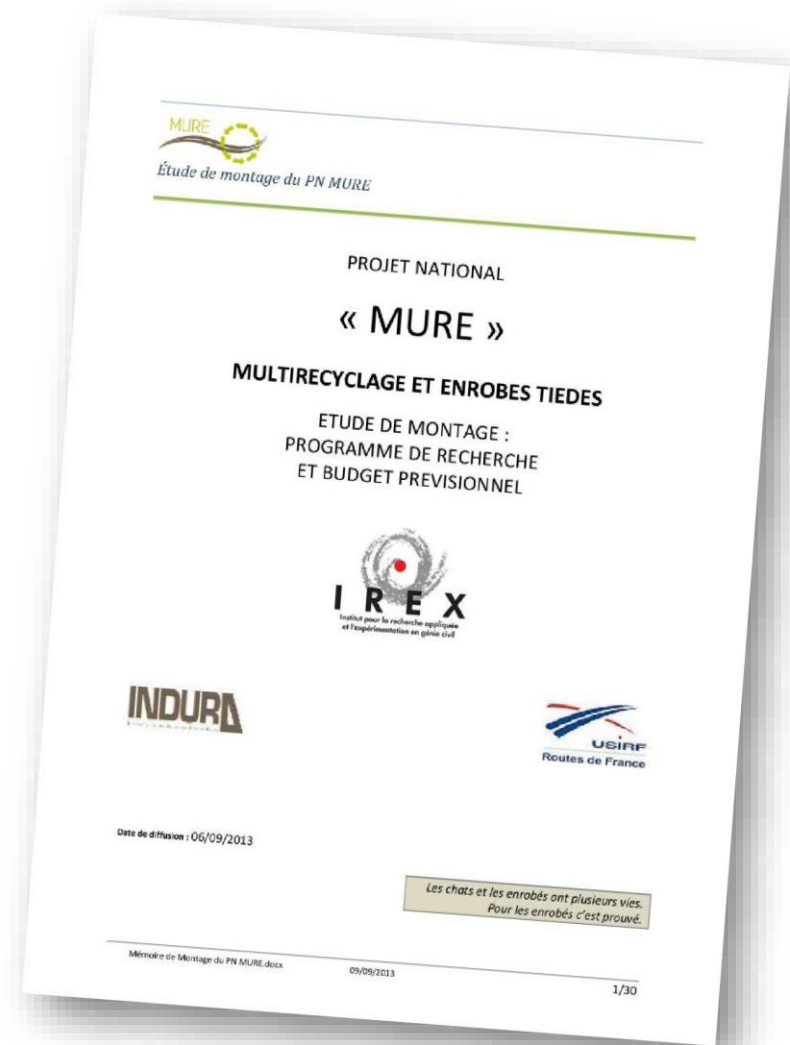 MURE
Étude de montage du PN MURE
PROJET NATIONAL
« MURE »
MULTIRECYCLAGE ET ENROBES TIEDES
ETUDE DE MONTAGE :
PROGRAMME DE RECHERCHE
ET BUDGET PREVISIONNEL
IREX
Institut pour la recherche appliquée
et l'expérimentation en génie civil
INDURA
USIRF
Routes de France
Date de diffusion : 06/09/2013
Les chats et les enrobés ont plusieurs vies.
Pour les enrobés c'est prouvé.
Mémoire de Montage du PN MURE.docx 09/09/2013 1/30